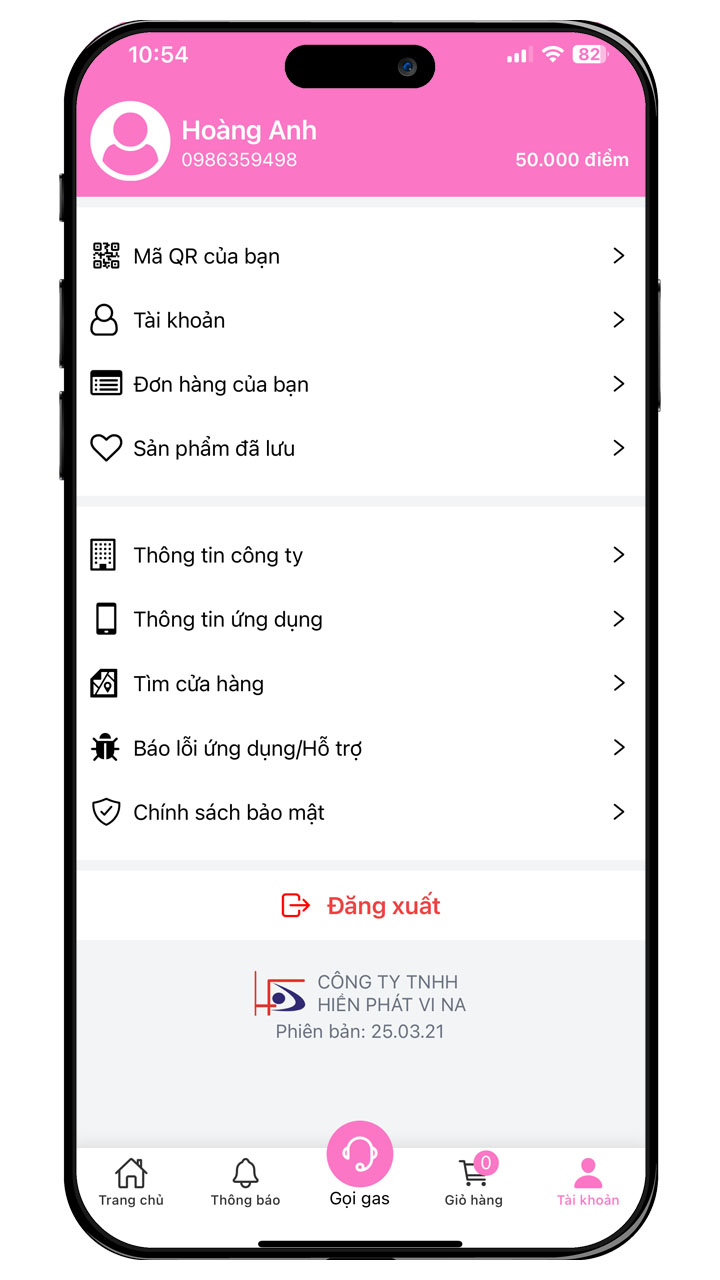 10:54
82
Hoàng Anh
0986359498
50.000 điểm
Mã QR của bạn
Tài khoản
Đơn hàng của bạn
Sản phẩm đã lưu
Thông tin công ty
Thông tin ứng dụng
Tìm cửa hàng
Báo lỗi ứng dụng/Hỗ trợ
Chính sách bảo mật
Đăng xuất
CÔNG TY TNHH
HIỀN PHÁT VI NA
Phiên bản: 25.03.21
0
Trang chủ
Thông báo
Gọi gas
Giỏ hàng
Tài khoản